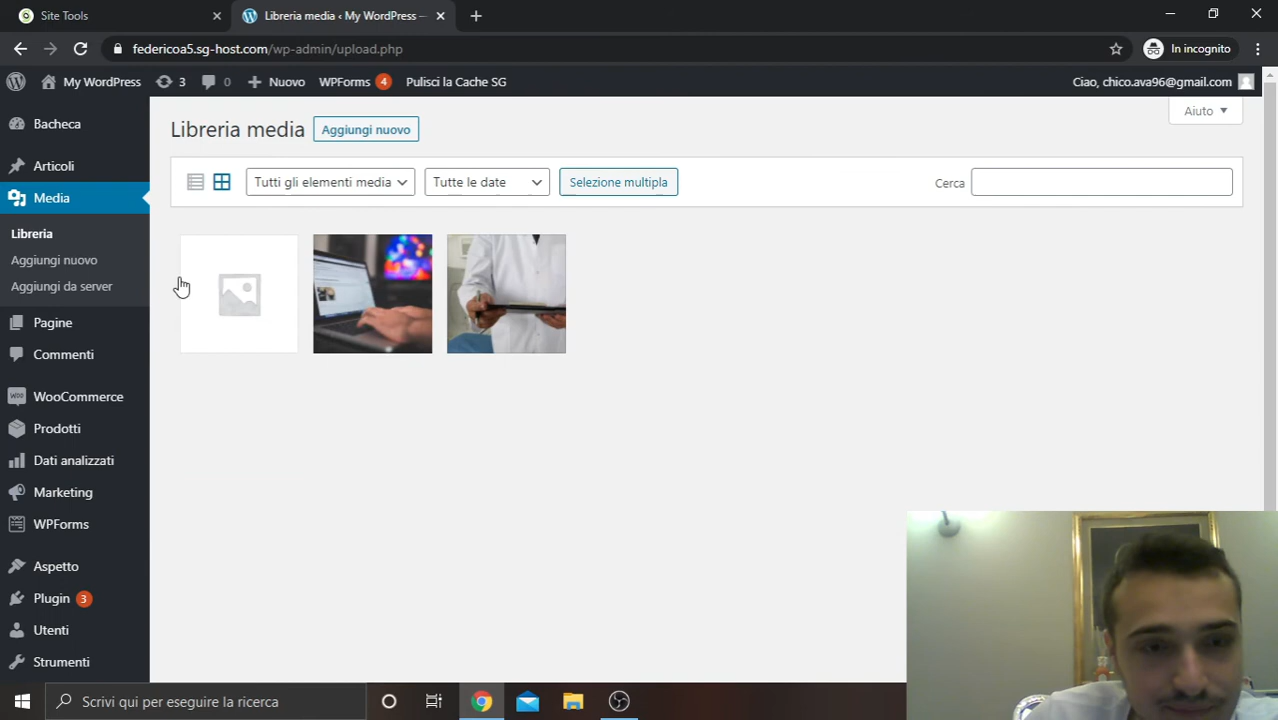 Site Tools
Libreria media ‹ My WordPress —
federicoa5.sg-host.com/wp-admin/upload.php
In incognito
My WordPress
3
0
Nuovo
WPForms 4
Pulisci la Cache SG
Ciao, chico.ava96@gmail.com
Bacheca
Articoli
Media
Libreria
Aggiungi nuovo
Aggiungi da server
Pagine
Commenti
WooCommerce
Prodotti
Dati analizzati
Marketing
WPForms
Aspetto
Plugin 3
Utenti
Strumenti
Libreria media
Aggiungi nuovo
Aiuto
Tutti gli elementi media
Tutte le date
Selezione multipla
Cerca
Scrivi qui per eseguire la ricerca